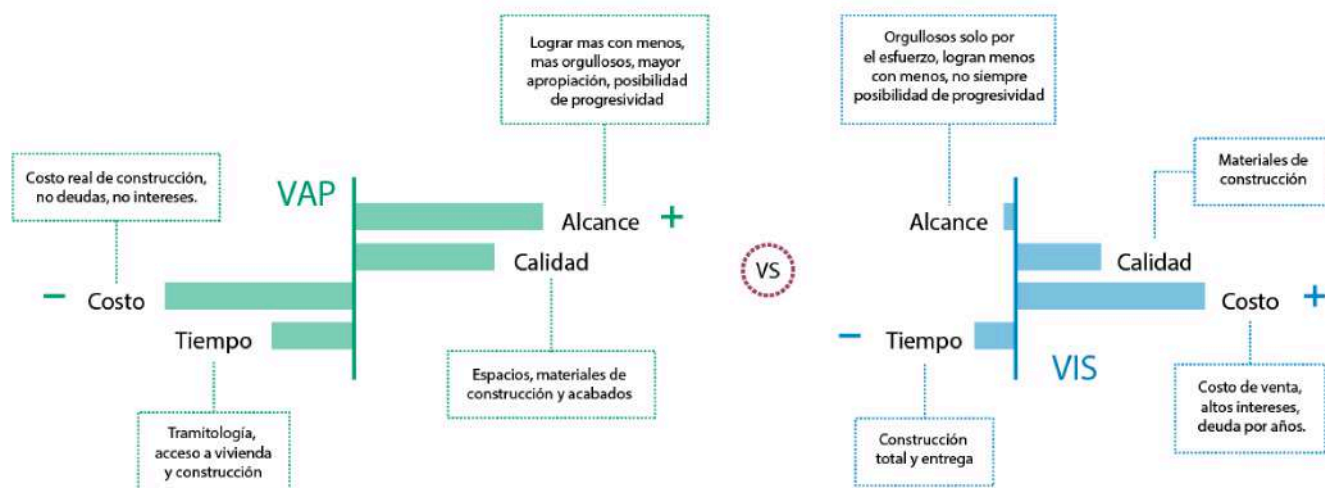 Lograr mas con menos,
mas orgullosos, mayor
apropiación, posibilidad
de progresividad
Costo real de construcción,
no deudas, no intereses.
VAP
Alcance +
Calidad
− Costo
Tiempo
Espacios, materiales de
construcción y acabados
Tramitología,
acceso a vivienda
y construcción
VS
Orgullosos solo por
el esfuerzo, logran menos
con menos, no siempre
posibilidad de progresividad
Materiales de
construcción
Alcance
Calidad
Costo +
− Tiempo
VIS
Construcción
total y entrega
Costo de venta,
altos intereses,
deuda por años.